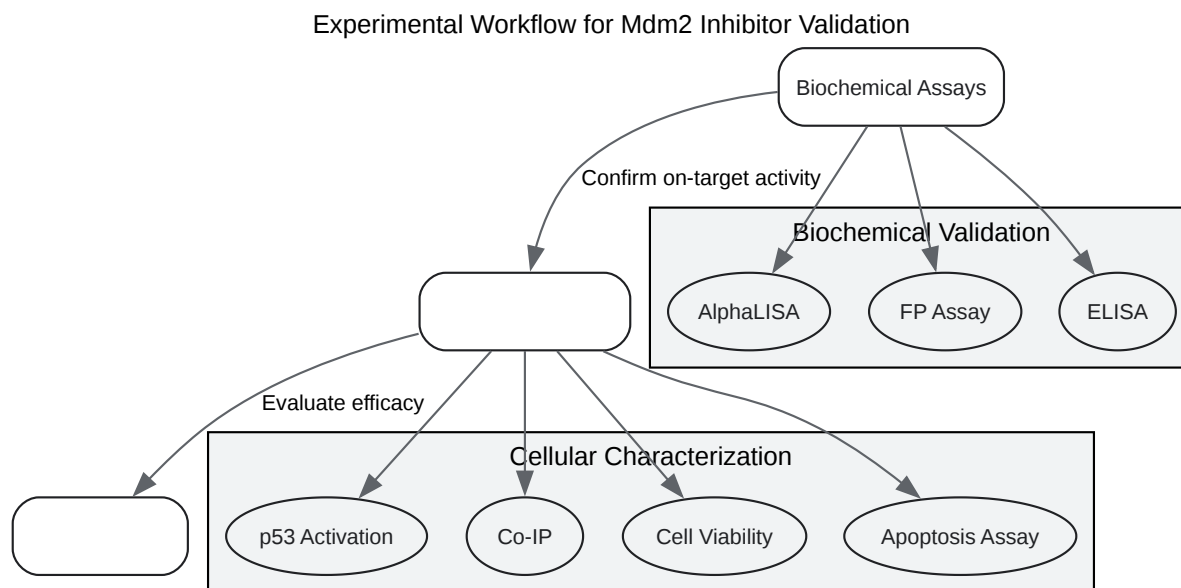 Experimental Workflow for Mdm2 Inhibitor Validation
Biochemical Assays
Confirm on-target activity
Biochemical Validation
AlphaLISA
FP Assay
ELISA
Evaluate efficacy
Cellular Characterization
p53 Activation
Co-IP
Cell Viability
Apoptosis Assay